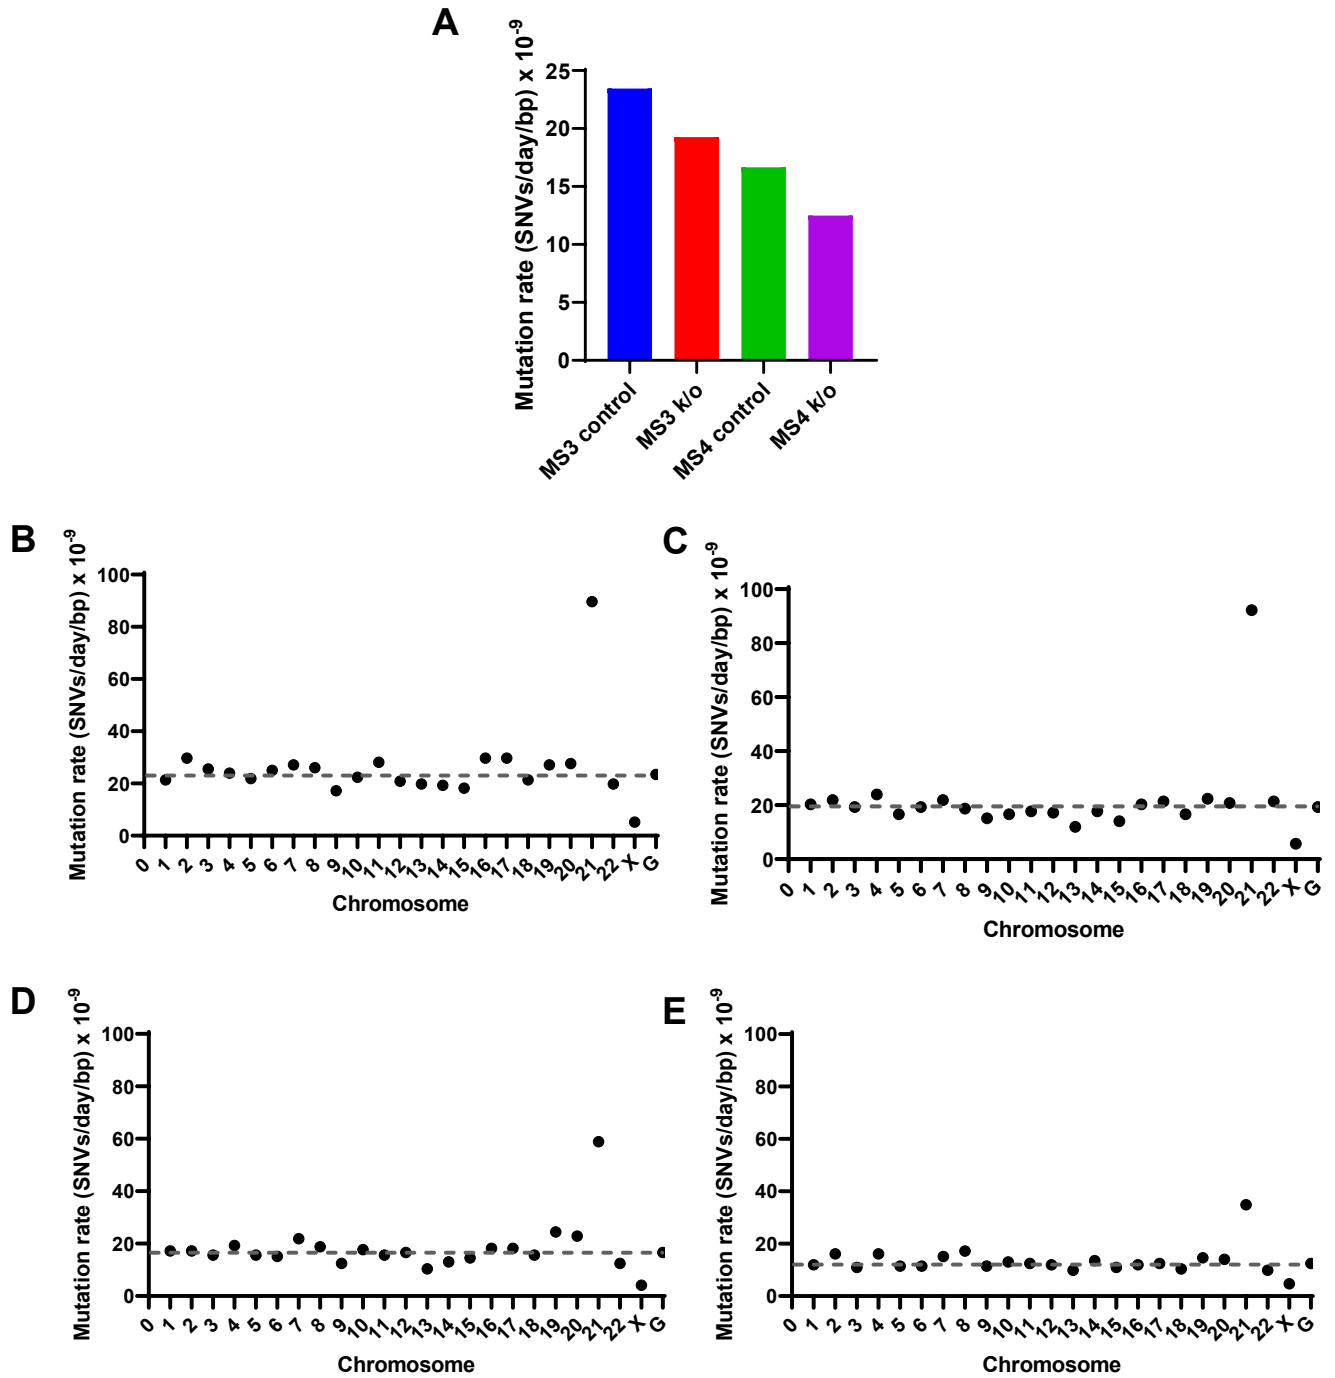 A
Mutation rate (SNVs/day/bp) x 10⁻⁹
25
20
15
10
5
0
MS3 control
MS3 k/o
MS4 control
MS4 k/o
B
Mutation rate (SNVs/day/bp) x 10⁻⁹
100
80
60
40
20
0
0 1 2 3 4 5 6 7 8 9 10 11 12 13 14 15 16 17 18 19 20 21 22 X G
Chromosome
C
Mutation rate (SNVs/day/bp) x 10⁻⁹
100
80
60
40
20
0
0 1 2 3 4 5 6 7 8 9 10 11 12 13 14 15 16 17 18 19 20 21 22 X G
Chromosome
D
Mutation rate (SNVs/day/bp) x 10⁻⁹
100
80
60
40
20
0
0 1 2 3 4 5 6 7 8 9 10 11 12 13 14 15 16 17 18 19 20 21 22 X G
Chromosome
E
Mutation rate (SNVs/day/bp) x 10⁻⁹
100
80
60
40
20
0
0 1 2 3 4 5 6 7 8 9 10 11 12 13 14 15 16 17 18 19 20 21 22 X G
Chromosome